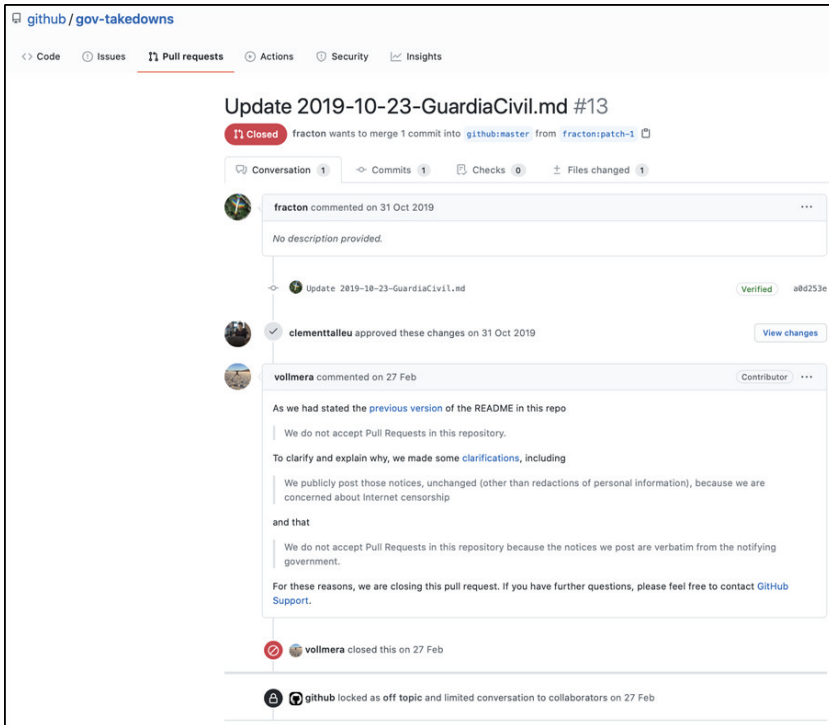 github / gov-takedowns
Code Issues Pull requests Actions Security Insights
Update 2019-10-23-GuardiaCivil.md #13
Closed fracton wants to merge 1 commit into github:master from fracton:patch-1
Conversation 1 Commits 1 Checks 0 Files changed 1
fracton commented on 31 Oct 2019 ...
No description provided.
Update 2019-10-23-GuardiaCivil.md Verified a0d253e
clementtalleu approved these changes on 31 Oct 2019 View changes
vollmera commented on 27 Feb Contributor ...
As we had stated the previous version of the README in this repo
We do not accept Pull Requests in this repository.
To clarify and explain why, we made some clarifications, including
We publicly post those notices, unchanged (other than redactions of personal information), because we are
concerned about Internet censorship
and that
We do not accept Pull Requests in this repository because the notices we post are verbatim from the notifying
government.
For these reasons, we are closing this pull request. If you have further questions, please feel free to contact GitHub
Support.
vollmera closed this on 27 Feb
github locked as off topic and limited conversation to collaborators on 27 Feb